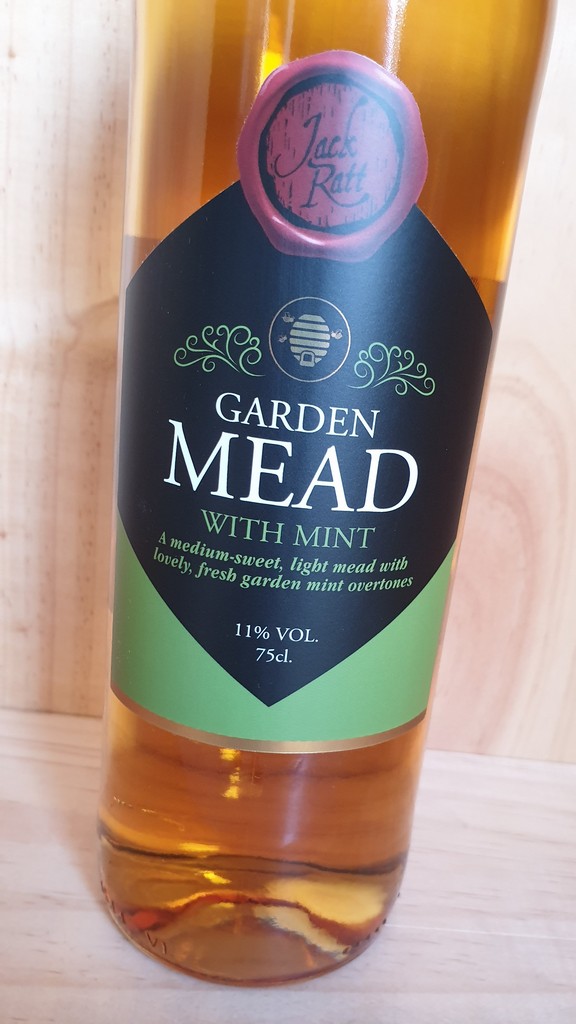 Jack
Ratt
GARDEN
MEAD
WITH MINT
A medium-sweet, light mead with
lovely, fresh garden mint overtones
11% VOL.
75cl.